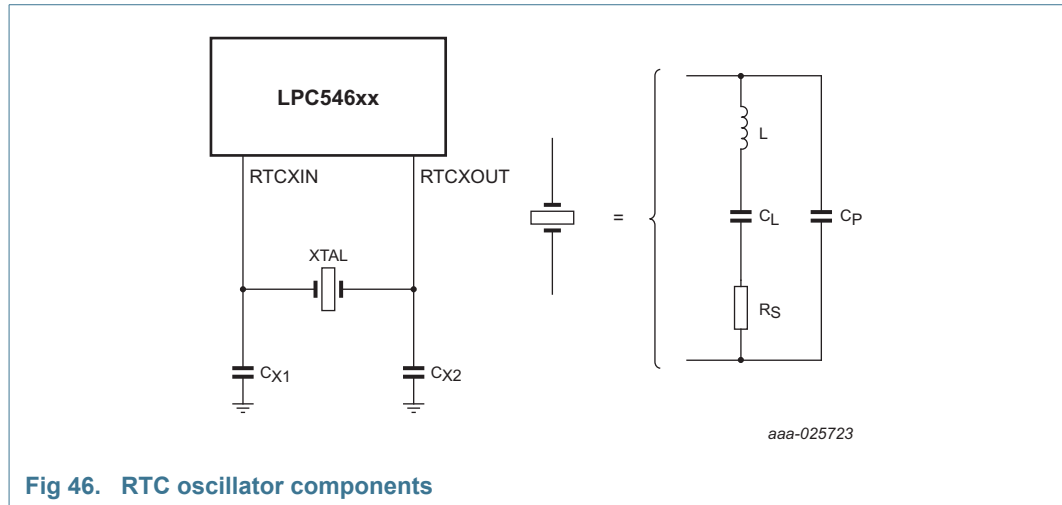 LPC546xx
RTCXIN
RTCXOUT
XTAL
CX1
CX2
=
L
CL
CP
RS
aaa-025723
Fig 46. RTC oscillator components